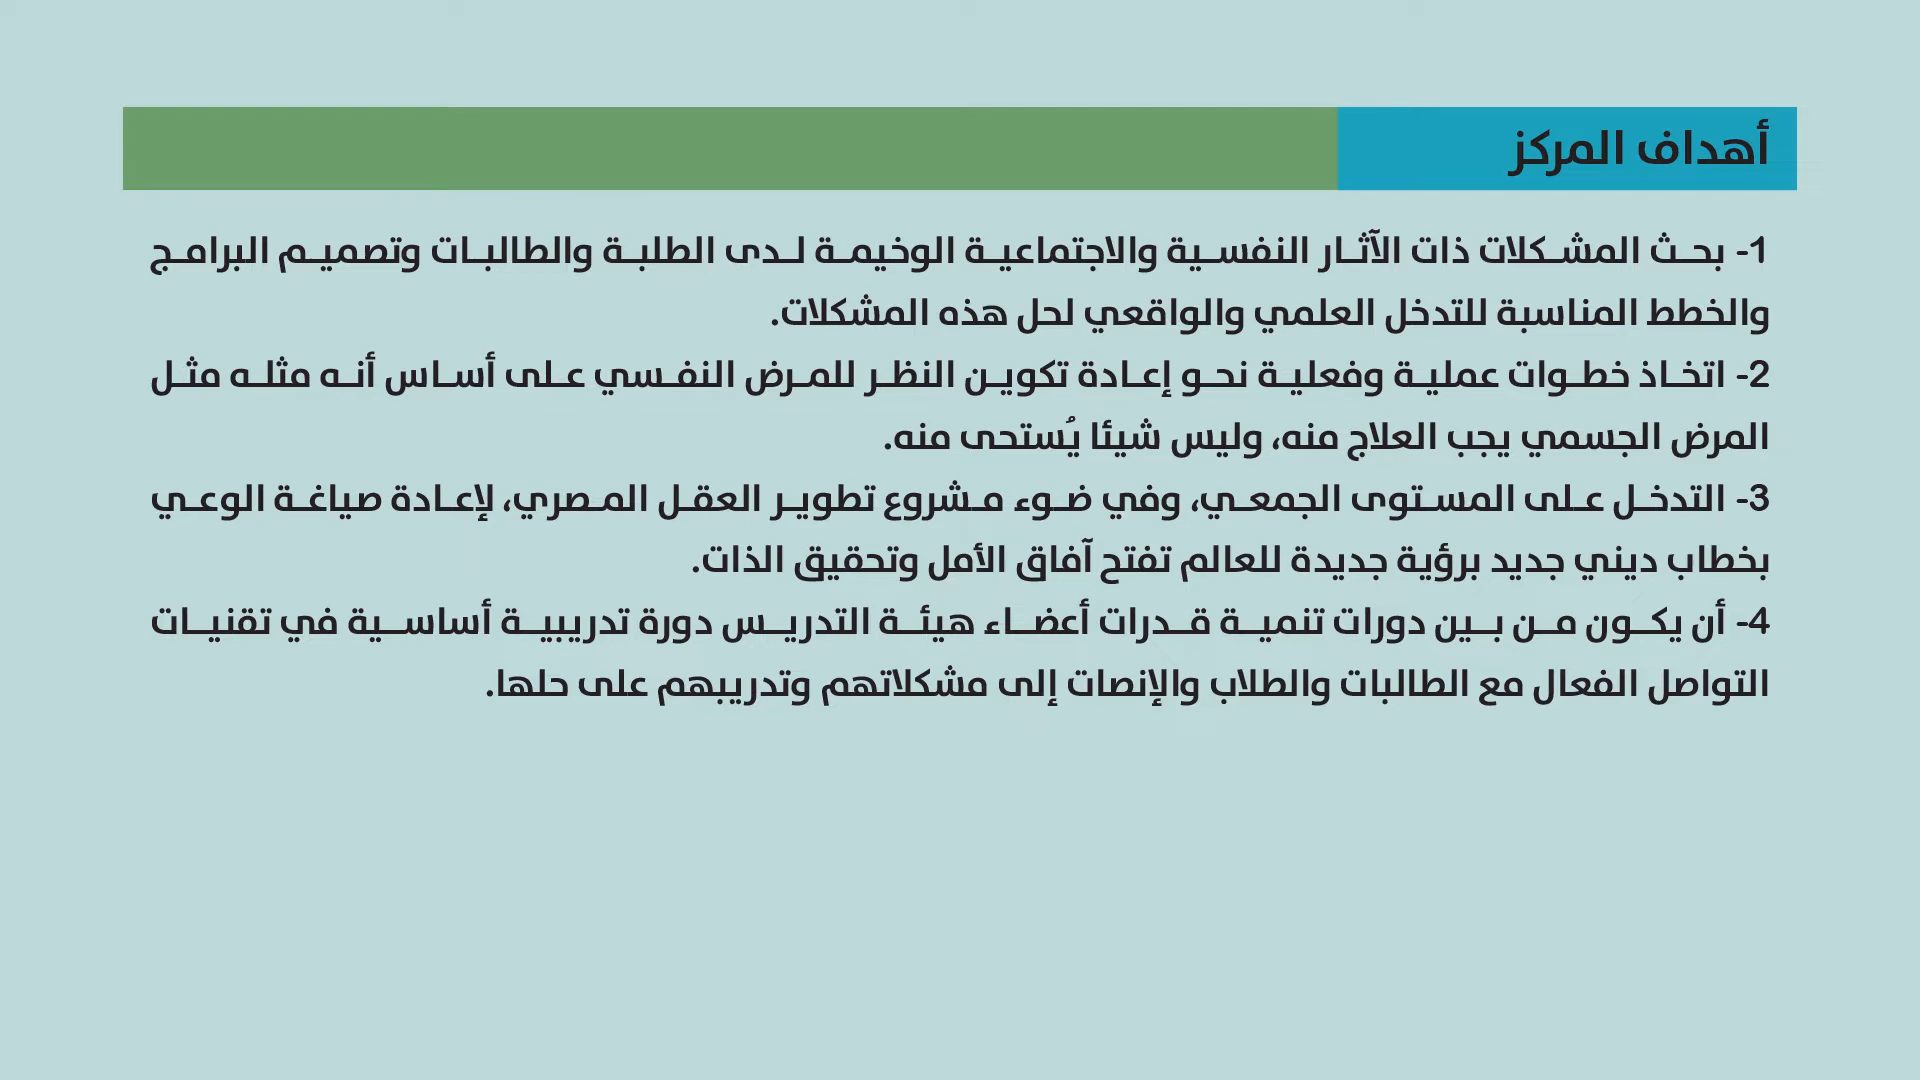 أهداف المركز
1- بحث المشكلات ذات الآثار النفسية والاجتماعية الوخيمة لدى الطلبة والطالبات وتصميم البرامج
والخطط المناسبة للتدخل العلمي والواقعي لحل هذه المشكلات.
2- اتخاذ خطوات عملية وفعلية نحو إعادة تكوين النظر للمرض النفسي على أساس أنه مثله مثل
المرض الجسمي يجب العلاج منه، وليس شيئا يُستحى منه.
3- التدخل على المستوى الجمعي، وفي ضوء مشروع تطوير العقل المصري، لإعادة صياغة الوعي
بخطاب ديني جديد برؤية جديدة للعالم تفتح آفاق الأمل وتحقيق الذات.
4- أن يكون من بين دورات تنمية قدرات أعضاء هيئة التدريس دورة تدريبية أساسية في تقنيات
التواصل الفعال مع الطالبات والطلاب والإنصات إلى مشكلاتهم وتدريبهم على حلها.